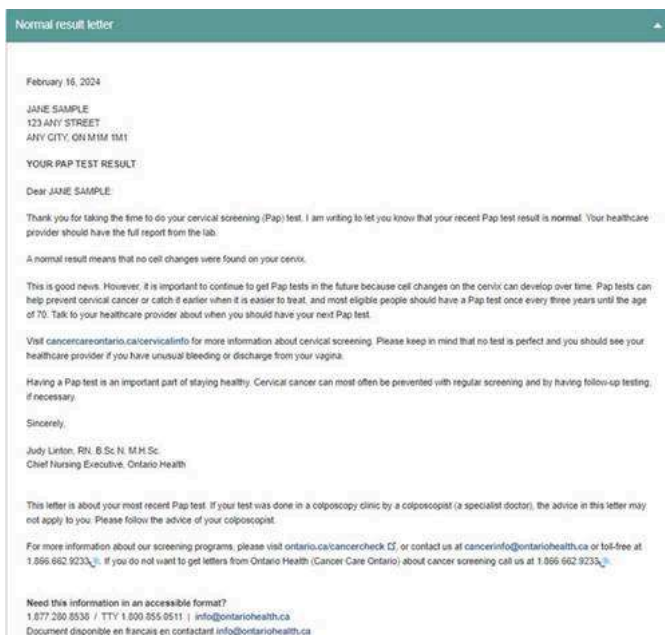 Normal result letter
February 16, 2024
JANE SAMPLE
123 ANY STREET
ANY CITY, ON M1M 1M1
YOUR PAP TEST RESULT
Dear JANE SAMPLE:
Thank you for taking the time to do your cervical screening (Pap) test. I am writing to let you know that your recent Pap test result is normal. Your healthcare
provider should have the full report from the lab.
A normal result means that no cell changes were found on your cervix.
This is good news. However, it is important to continue to get Pap tests in the future because cell changes on the cervix can develop over time. Pap tests can
help prevent cervical cancer or catch it earlier when it is easier to treat, and most eligible people should have a Pap test once every three years until the age
of 70. Talk to your healthcare provider about when you should have your next Pap test.
Visit cancercareontario.ca/cervicalinfo for more information about cervical screening. Please keep in mind that no test is perfect and you should see your
healthcare provider if you have unusual bleeding or discharge from your vagina.
Having a Pap test is an important part of staying healthy. Cervical cancer can most often be prevented with regular screening and by having follow-up testing,
if necessary.
Sincerely,
Judy Linton, RN, B.Sc.N, M.H.Sc.
Chief Nursing Executive, Ontario Health
This letter is about your most recent Pap test. If your test was done in a colposcopy clinic by a colposcopist (a specialist doctor), the advice in this letter may
not apply to you. Please follow the advice of your colposcopist.
For more information about our screening programs, please visit ontario.ca/cancercheck, or contact us at cancerinfo@ontariohealth.ca or toll-free at
1.866.662.9233. If you do not want to get letters from Ontario Health (Cancer Care Ontario) about cancer screening call us at 1.866.662.9233.
Need this information in an accessible format?
1.877.280.8538 / TTY 1.800.855.0511 | info@ontariohealth.ca
Document disponible en français en contactant info@ontariohealth.ca